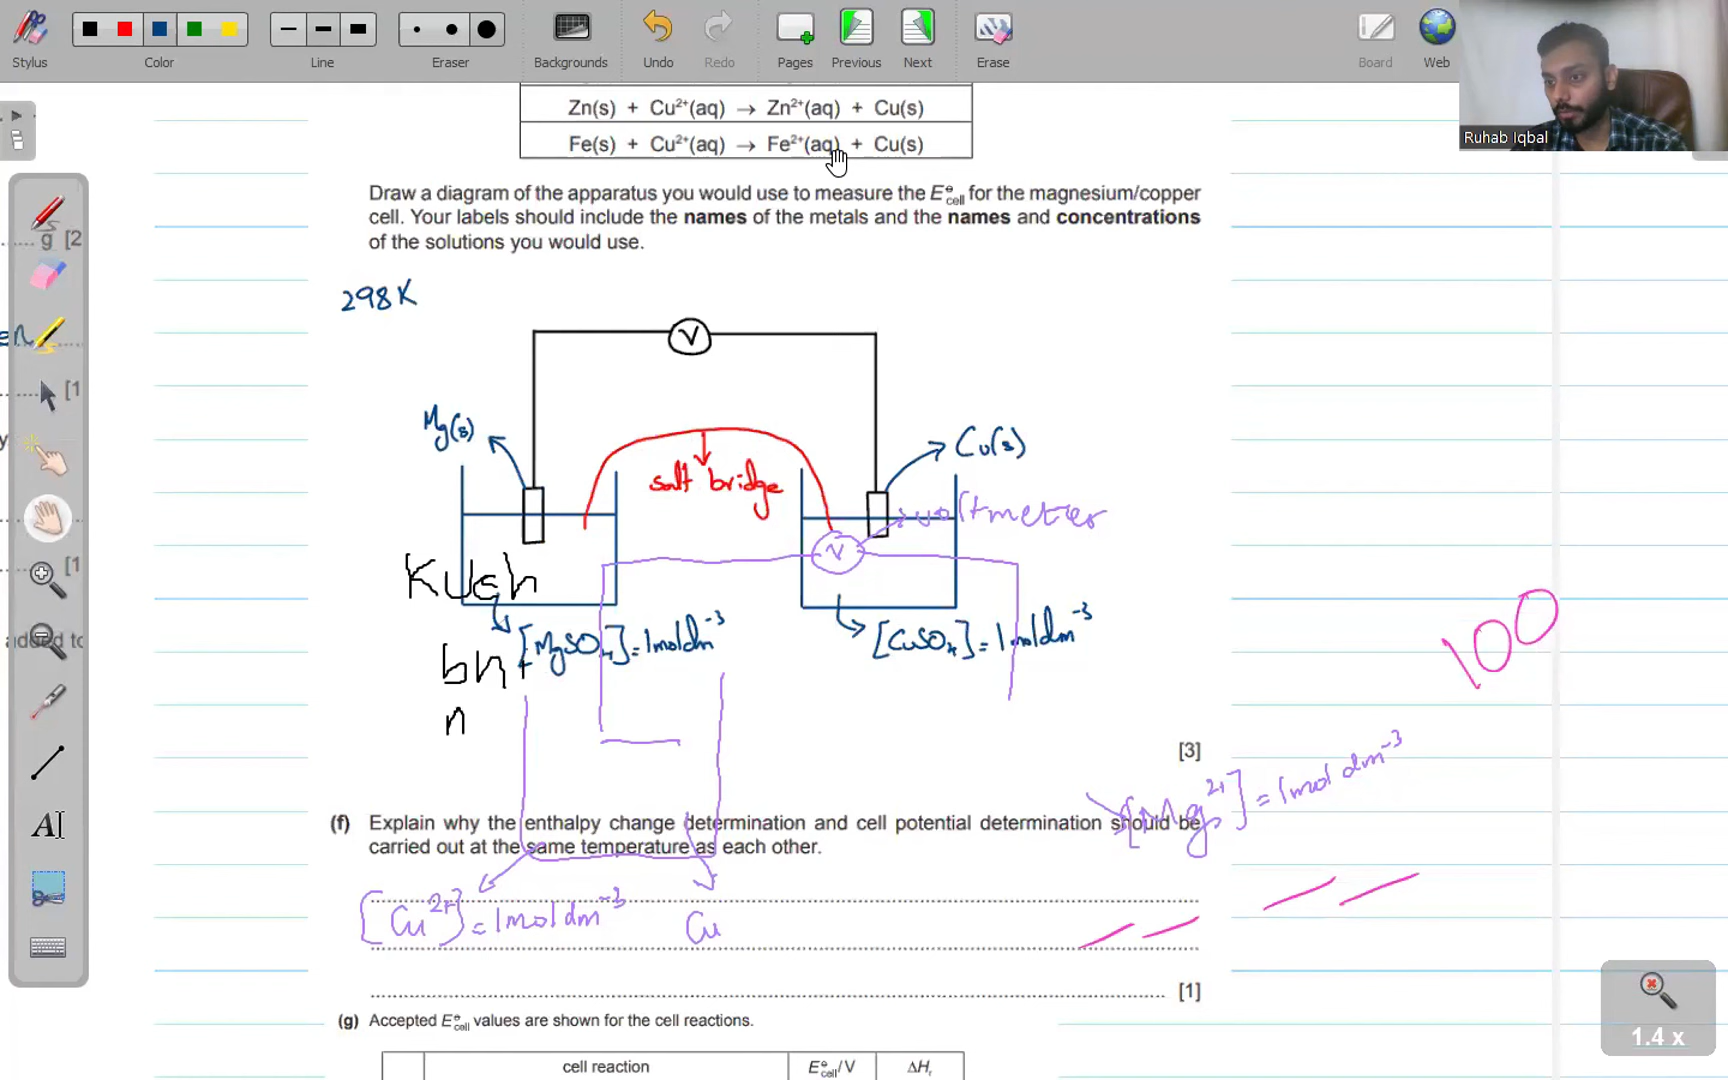 Stylus
Color
Line
Eraser
Backgrounds
Undo
Redo
Pages
Previous
Next
Erase
Board
Web
Ruhab Iqbal
Zn(s) + Cu²⁺(aq) → Zn²⁺(aq) + Cu(s)
Fe(s) + Cu²⁺(aq) → Fe²⁺(aq) + Cu(s)
Draw a diagram of the apparatus you would use to measure the E⦵cell for the magnesium/copper
cell. Your labels should include the names of the metals and the names and concentrations
of the solutions you would use.
g [2
[1
[1
added to
298 K
V
Mg(s)
Cu(s)
salt bridge
voltmeter
V
Kuch
[MgSO₄] = 1 mol dm⁻³
[CuSO₄] = 1 mol dm⁻³
n
100
[3]
[Mg²⁺] = 1 mol dm⁻³
(f) Explain why the enthalpy change determination and cell potential determination should be
carried out at the same temperature as each other.
[Cu²⁺] = 1 mol dm⁻³
Cu
[1]
(g) Accepted E⦵cell values are shown for the cell reactions.
cell reaction
E⦵cell/V
ΔHr
1.4 x